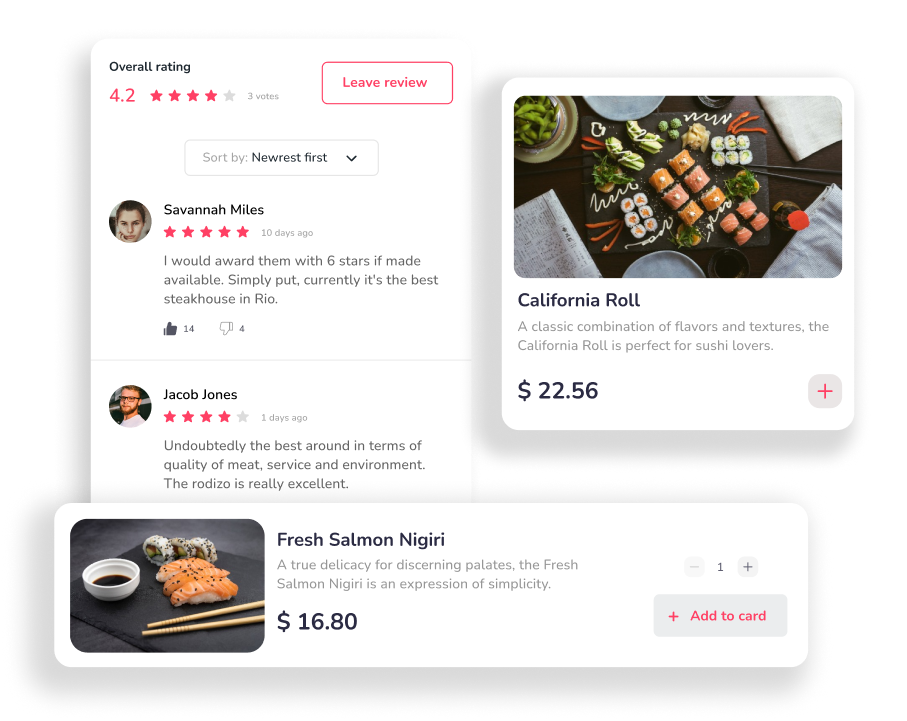 Overall rating
4.2
3 votes
Leave review
Sort by: Newrest first
Savannah Miles
10 days ago
I would award them with 6 stars if made
available. Simply put, currently it's the best
steakhouse in Rio.
14
4
Jacob Jones
1 days ago
Undoubtedly the best around in terms of
quality of meat, service and environment.
The rodizo is really excellent.
California Roll
A classic combination of flavors and textures, the
California Roll is perfect for sushi lovers.
$ 22.56
+
Fresh Salmon Nigiri
A true delicacy for discerning palates, the Fresh
Salmon Nigiri is an expression of simplicity.
$ 16.80
− 1 +
+ Add to card